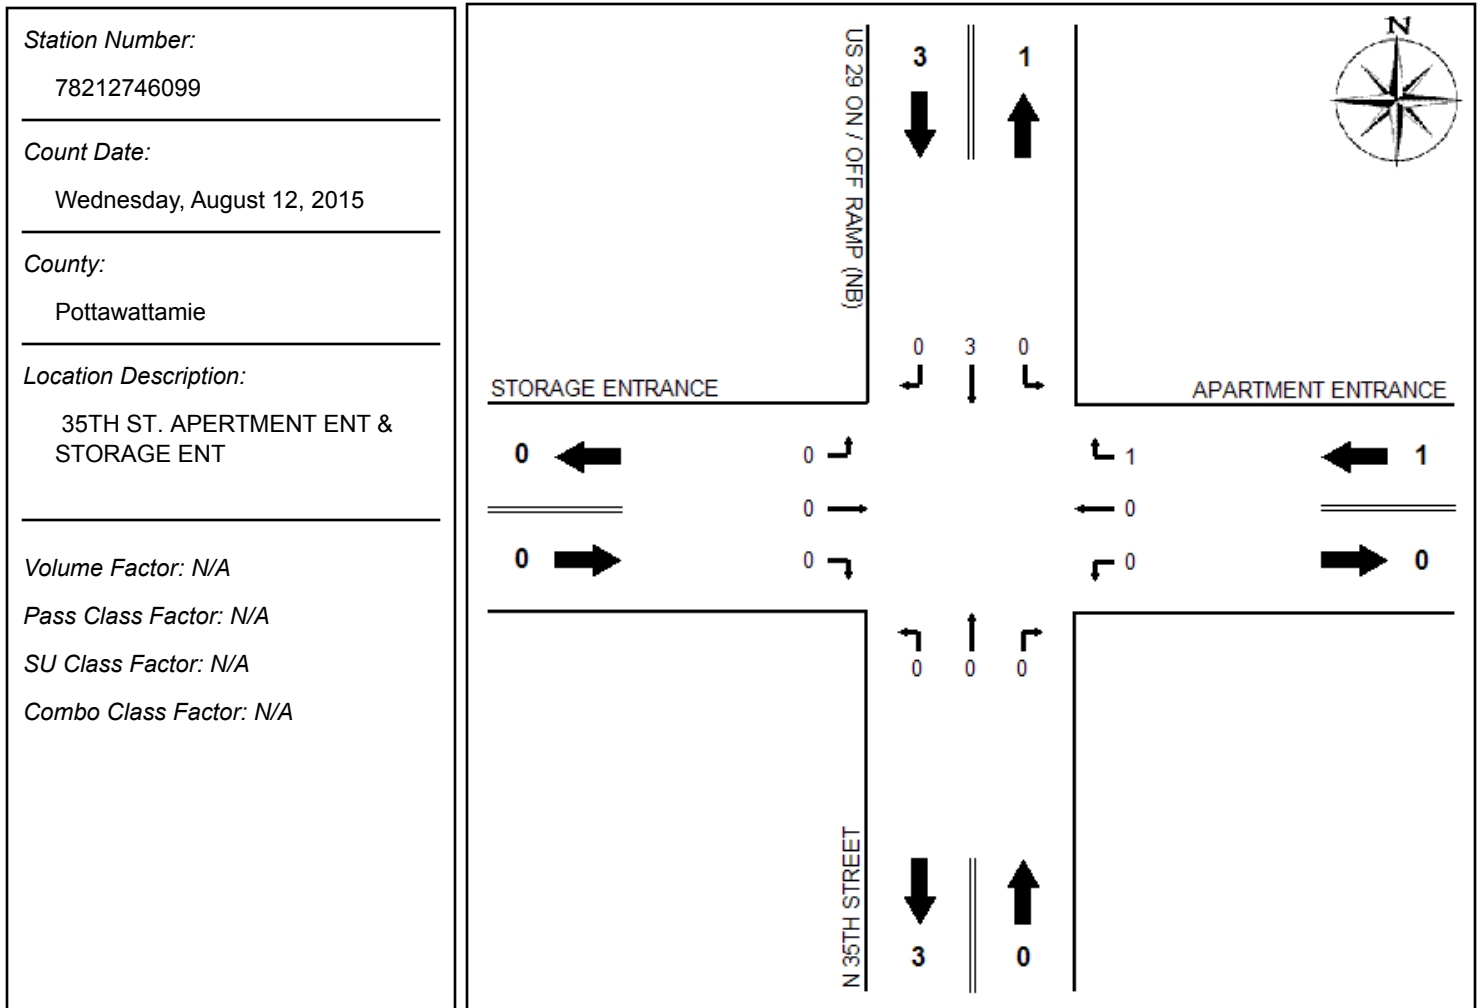 Station Number:
78212746099
Count Date:
Wednesday, August 12, 2015
County:
Pottawattamie
Location Description:
35TH ST. APERTMENT ENT &
STORAGE ENT
Volume Factor: N/A
Pass Class Factor: N/A
SU Class Factor: N/A
Combo Class Factor: N/A
N
US 29 ON / OFF RAMP (NB)
3 1
0 3 0
STORAGE ENTRANCE
APARTMENT ENTRANCE
0 0 1 1
0 0
0 0 0 0
0 0 0
N 35TH STREET
3 0